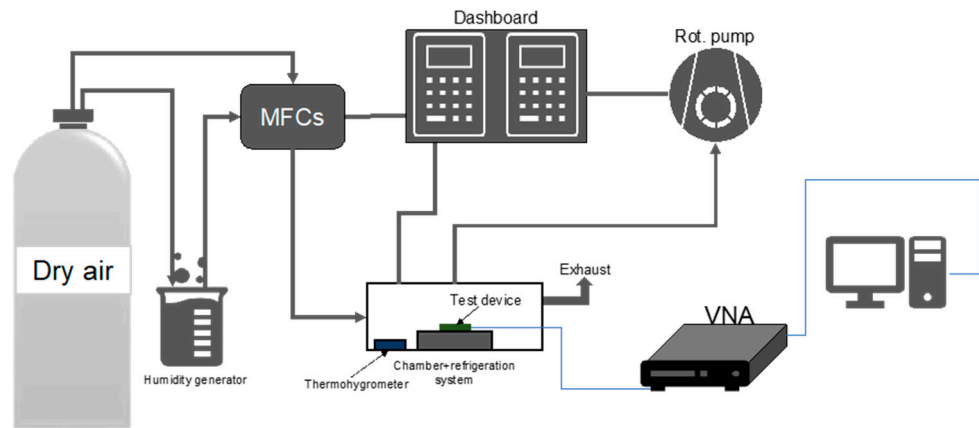 Dashboard
Rot. pump
MFCs
Dry air
Exhaust
Test device
VNA
Thermohygrometer
Chamber+refrigeration
system
Humidity generator